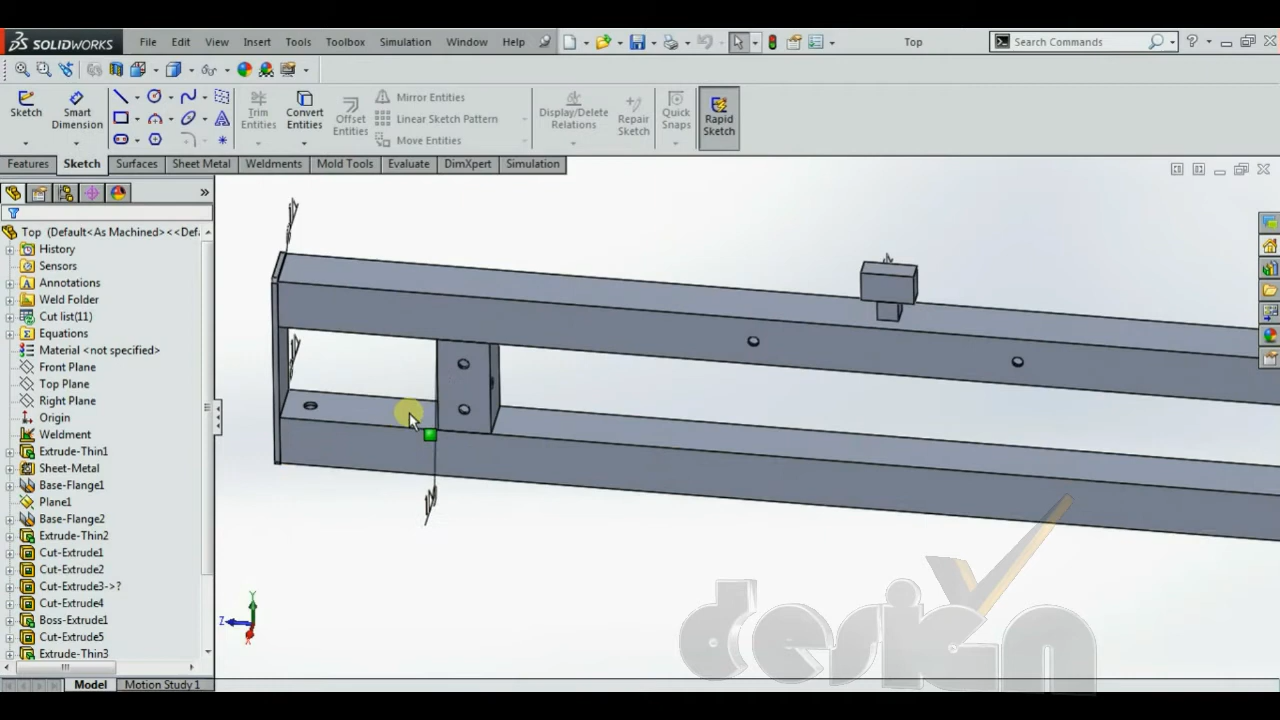 SOLIDWORKS File Edit View Insert Tools Toolbox Simulation Window Help Top Search Commands
Sketch Smart Dimension Trim Entities Convert Entities Offset Entities Mirror Entities Linear Sketch Pattern Move Entities Display/Delete Relations Repair Sketch Quick Snaps Rapid Sketch
Features Sketch Surfaces Sheet Metal Weldments Mold Tools Evaluate DimXpert Simulation
Top (Default<As Machined><<Def
History
Sensors
Annotations
Weld Folder
Cut list(11)
Equations
Material <not specified>
Front Plane
Top Plane
Right Plane
Origin
Weldment
Extrude-Thin1
Sheet-Metal
Base-Flange1
Plane1
Base-Flange2
Extrude-Thin2
Cut-Extrude1
Cut-Extrude2
Cut-Extrude3->?
Cut-Extrude4
Boss-Extrude1
Cut-Extrude5
Extrude-Thin3
Y
Z
X
design
Model Motion Study 1